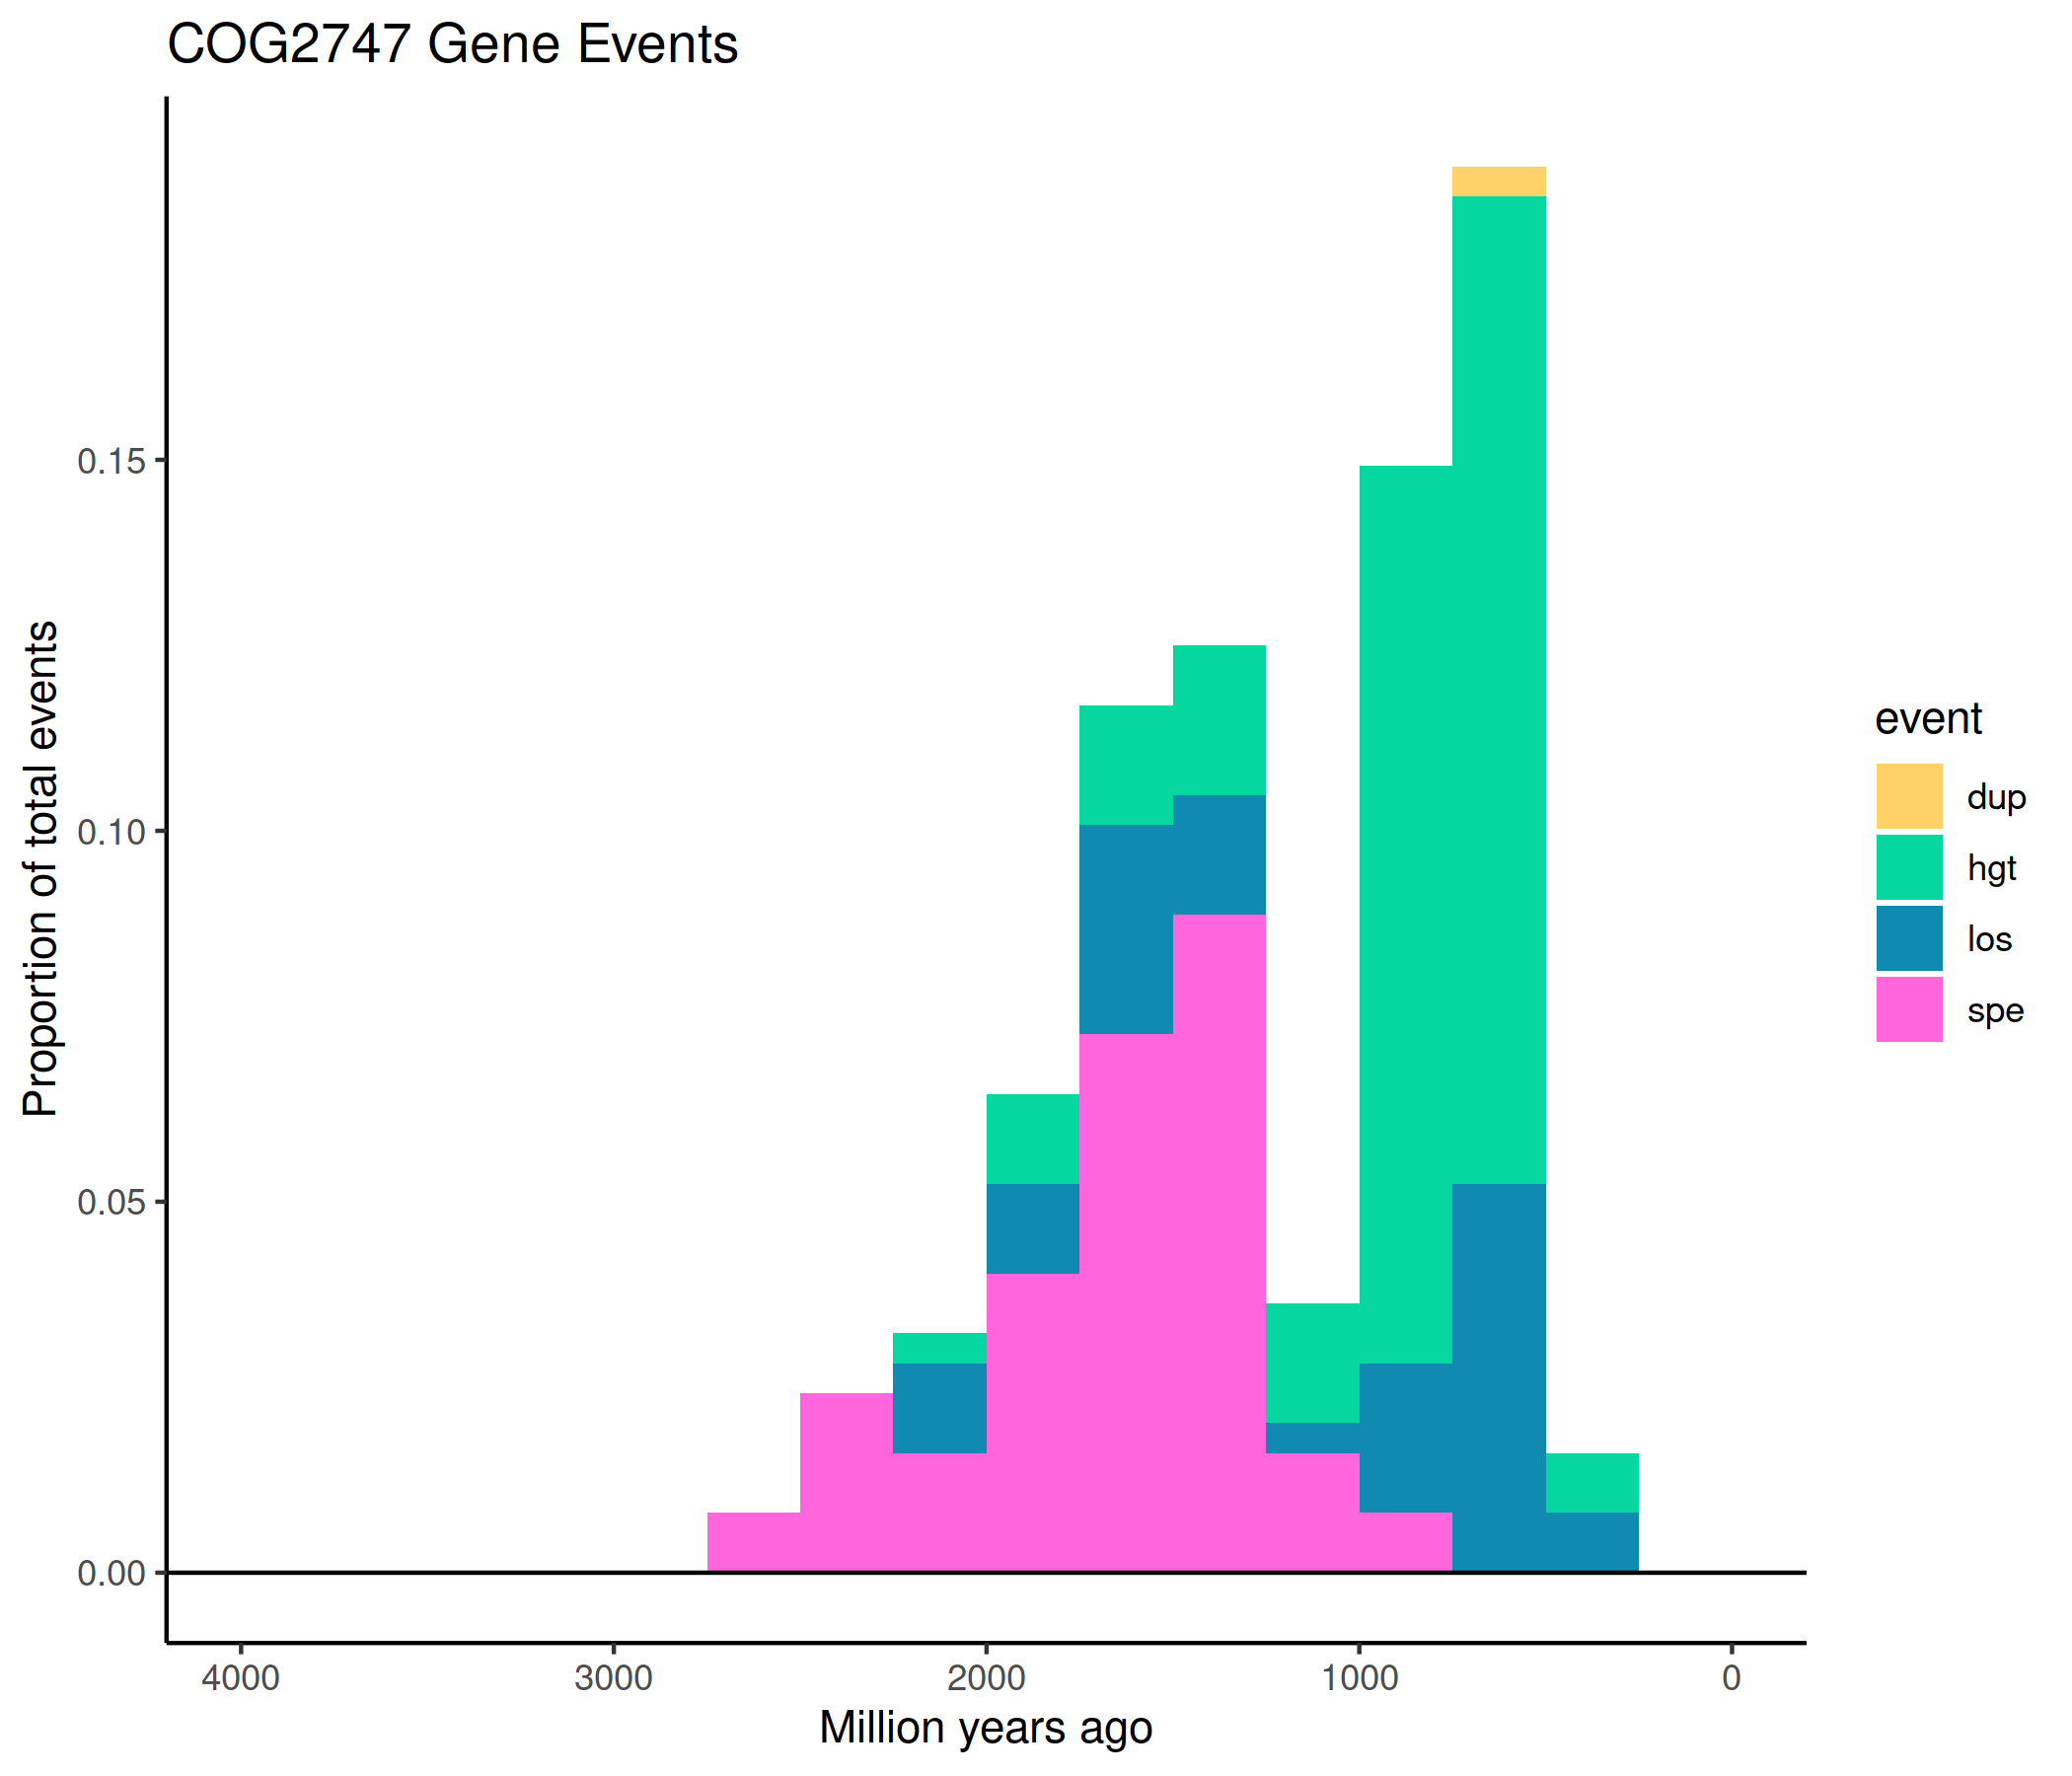 COG2747 Gene Events
Proportion of total events
0.15
0.10
0.05
0.00
4000 3000 2000 1000 0
Million years ago
event
dup
hgt
los
spe